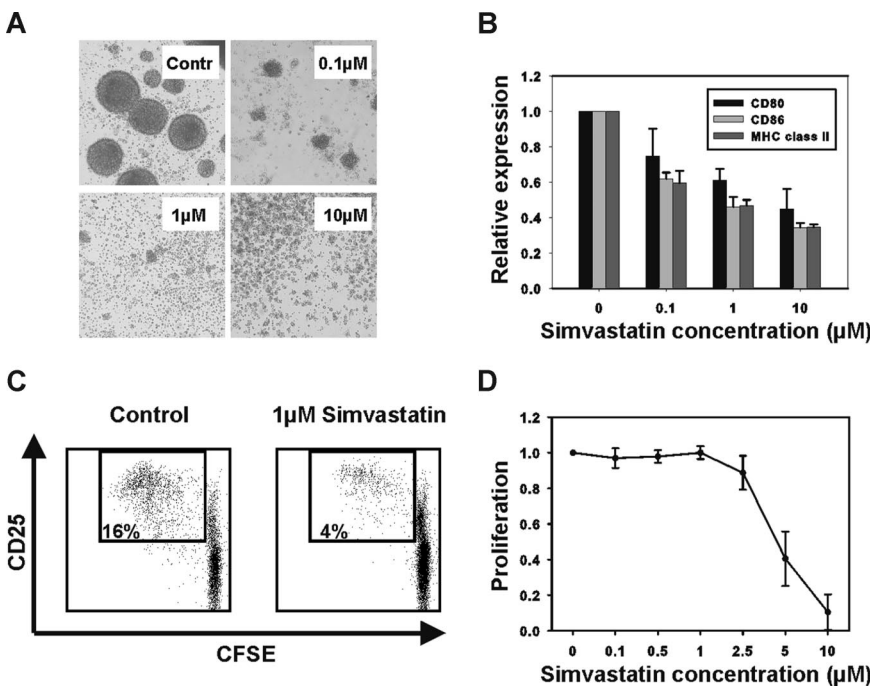 A
Contr
0.1µM
1µM
10µM
B
Relative expression
1.2
1.0
0.8
0.6
0.4
0.2
0.0
CD80
CD86
MHC class II
0 0.1 1 10
Simvastatin concentration (µM)
C
Control 1µM Simvastatin
CD25
16% 4%
CFSE
D
Proliferation
1.2
1.0
0.8
0.6
0.4
0.2
0.0
0 0.1 0.5 1 2.5 5 10
Simvastatin concentration (µM)